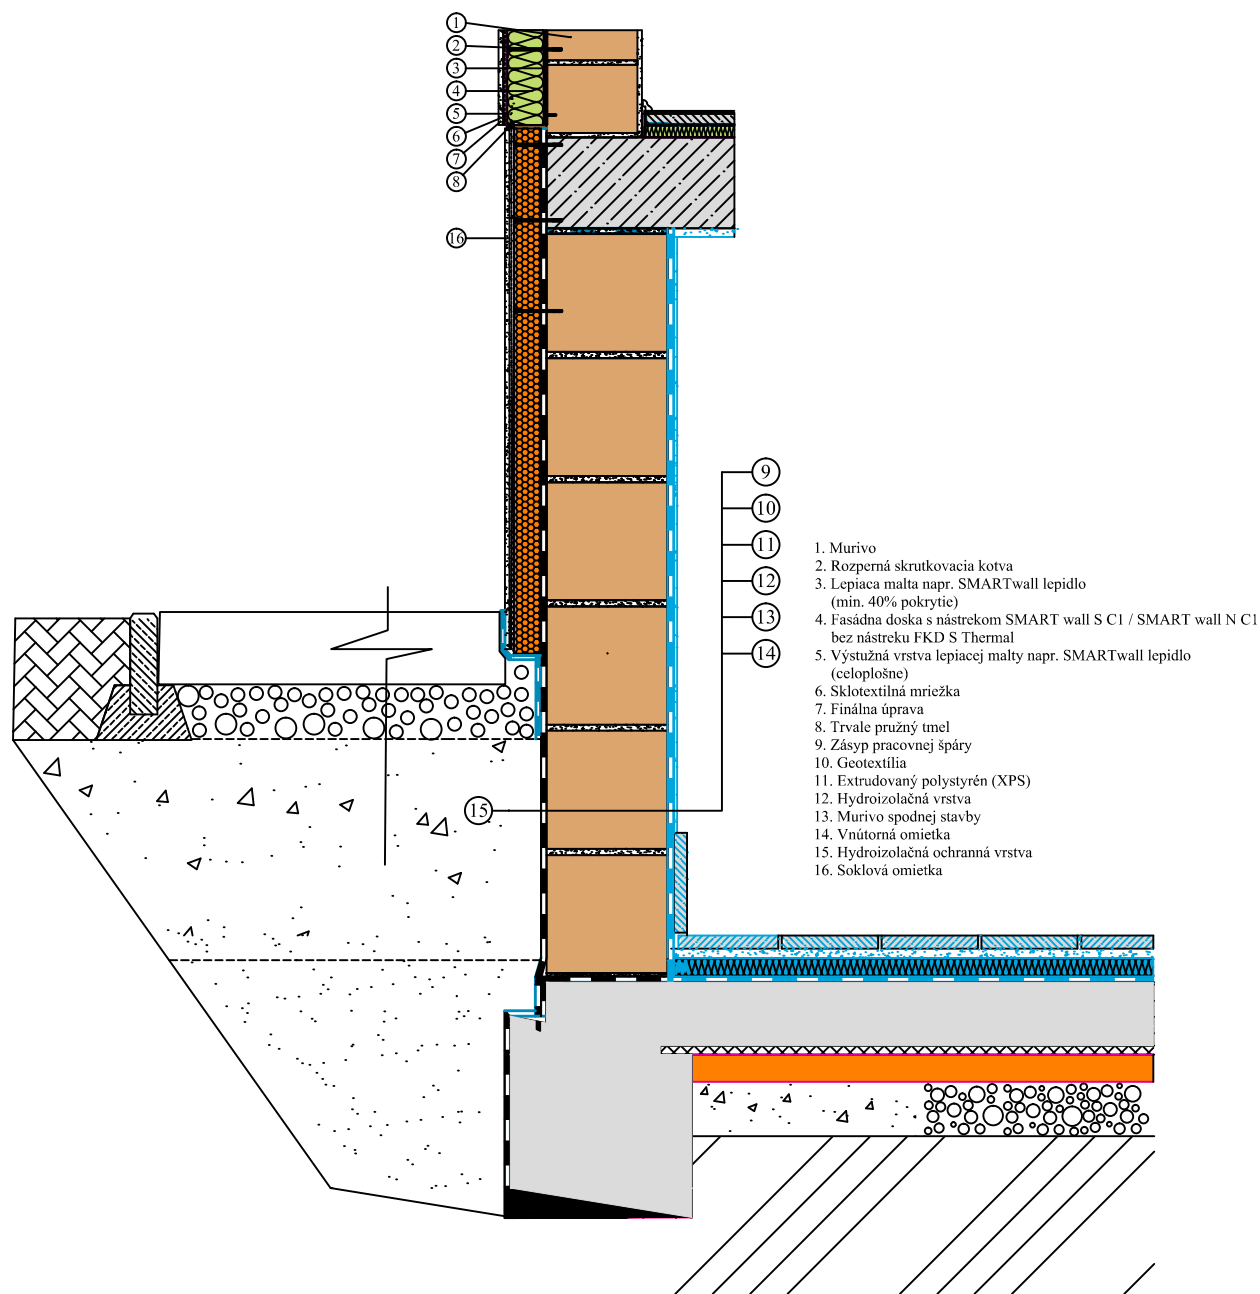 1
2
3
4
5
6
7
8
16
9
10
11
12
13
14
15
1. Murivo
2. Rozperná skrutkovacia kotva
3. Lepiaca malta napr. SMARTwall lepidlo
(min. 40% pokrytie)
4. Fasádna doska s nástrekom SMART wall S C1 / SMART wall N C1
bez nástreku FKD S Thermal
5. Výstužná vrstva lepiacej malty napr. SMARTwall lepidlo
(celoplošne)
6. Sklotextilná mriežka
7. Finálna úprava
8. Trvale pružný tmel
9. Zásyp pracovnej špáry
10. Geotextília
11. Extrudovaný polystyrén (XPS)
12. Hydroizolačná vrstva
13. Murivo spodnej stavby
14. Vnútorná omietka
15. Hydroizolačná ochranná vrstva
16. Soklová omietka